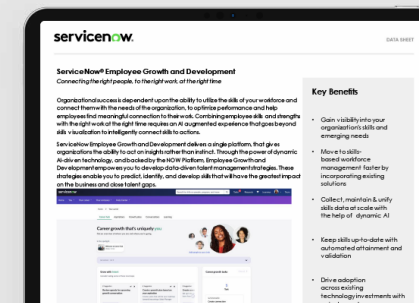 servicenow.
DATA SHEET
ServiceNow® Employee Growth and Development
Connecting the right people, to the right work, at the right time
Organizational success is dependent upon the ability to utilize the skills of your workforce and
connect them with the needs of the organization, to optimize performance and help
employees find meaningful connection to their work. Combining employee skills and strengths
with the right work at the right time requires an AI augmented experience that goes beyond
skills visualization to intelligently connect skills to actions.
ServiceNow Employee Growth and Development delivers a single platform, that gives
organizations the ability to act on insights rather than instinct. Through the power of dynamic
AI-driven technology, and backed by the NOW Platform, Employee Growth and
Development empowers you to develop data-driven talent management strategies. These
strategies enable you to predict, identify, and develop skills that will have the greatest impact
on the business and close talent gaps.
servicenow
Career growth that's uniquely you
Key Benefits
• Gain visibility into your
organization's skills and
emerging needs
• Move to skills-
based workforce
management faster by
incorporating existing
solutions
• Collect, maintain & unify
skills data at scale with
the help of dynamic AI
• Keep skills up-to-date with
automated attainment and
validation
• Drive adoption
across existing
technology investments with